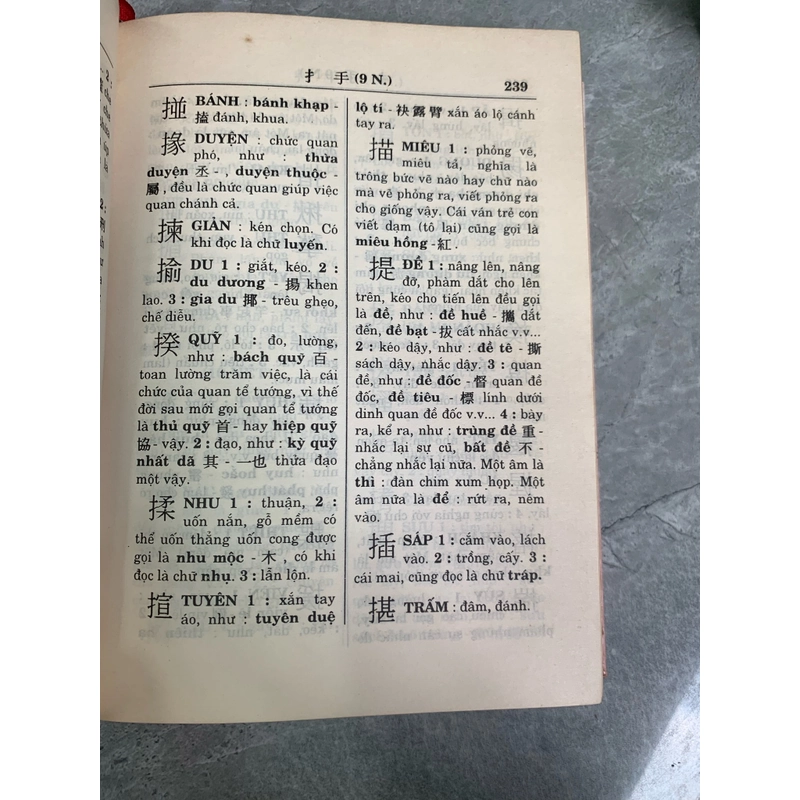 扌 手 (9 N.)
239
掽 BÁNH : bánh khạp -
搕 đánh, khua.
掾 DUYỆN : chức quan
phó, như : thừa
duyện 丞 - , duyện thuộc -
屬, đều là chức quan giúp việc
quan chánh cả.
揀 GIẢN : kén chọn. Có
khi đọc là chữ luyến.
揄 DU 1 : giắt, kéo. 2 :
du dương - 揚 khen
lao. 3 : gia du 揶 - trêu ghẹo,
chế diễu.
揆 QUỸ 1 : đo, lường,
như : bách quỹ 百 -
toan lường trăm việc, là cái
chức của quan tể tướng, vì thế
đời sau mới gọi quan tể tướng
là thủ quỹ 首 - hay hiệp quỹ
協 - vậy. 2 : đạo, như : kỳ quỹ
nhất dã 其 - 一也 thửa đạo
một vậy.
揉 NHU 1 : thuận, 2 :
uốn nắn, gỗ mềm có
thể uốn thẳng uốn cong được
gọi là nhu mộc - 木 , có khi
đọc là chữ nhụ. 3 : lẫn lộn.
揎 TUYÊN 1 : xắn tay
áo, như : tuyên duệ
lộ tí - 袂露臂 xắn áo lộ cánh
tay ra.
描 MIÊU 1 : phỏng vẽ,
miêu tả, nghĩa là
trông bức vẽ nào hay chữ nào
mà vẽ phỏng ra, viết phỏng ra
cho giống vậy. Cái ván trẻ con
viết dạm (tô lại) cũng gọi là
miêu hồng - 紅 .
提 ĐỀ 1 : nâng lên, nâng
đỡ, phàm dắt cho lên
trên, kéo cho tiến lên đều gọi
là đề, như : đề huề - 攜 dắt
đến, đề bạt - 拔 cất nhắc v.v...
2 : kéo dậy, như : đề tê - 撕
sách dậy, nhắc dậy. 3 : quan
đề, như : đề đốc - 督 quan đề
đốc, đề tiêu - 標 lính dưới
dinh quan đề đốc v.v... 4 : bày
ra, kể ra, như : trùng đề 重 -
nhắc lại sự cũ, bất đề 不 -
chẳng nhắc lại nữa. Một âm là
thì : đàn chim xum họp. Một
âm nữa là để : rứt ra, ném
vào.
插 SÁP 1 : cắm vào, lách
vào. 2 : trồng, cấy. 3 :
cái mai, cũng đọc là chữ tráp.
揕 TRẤM : đâm, đánh.